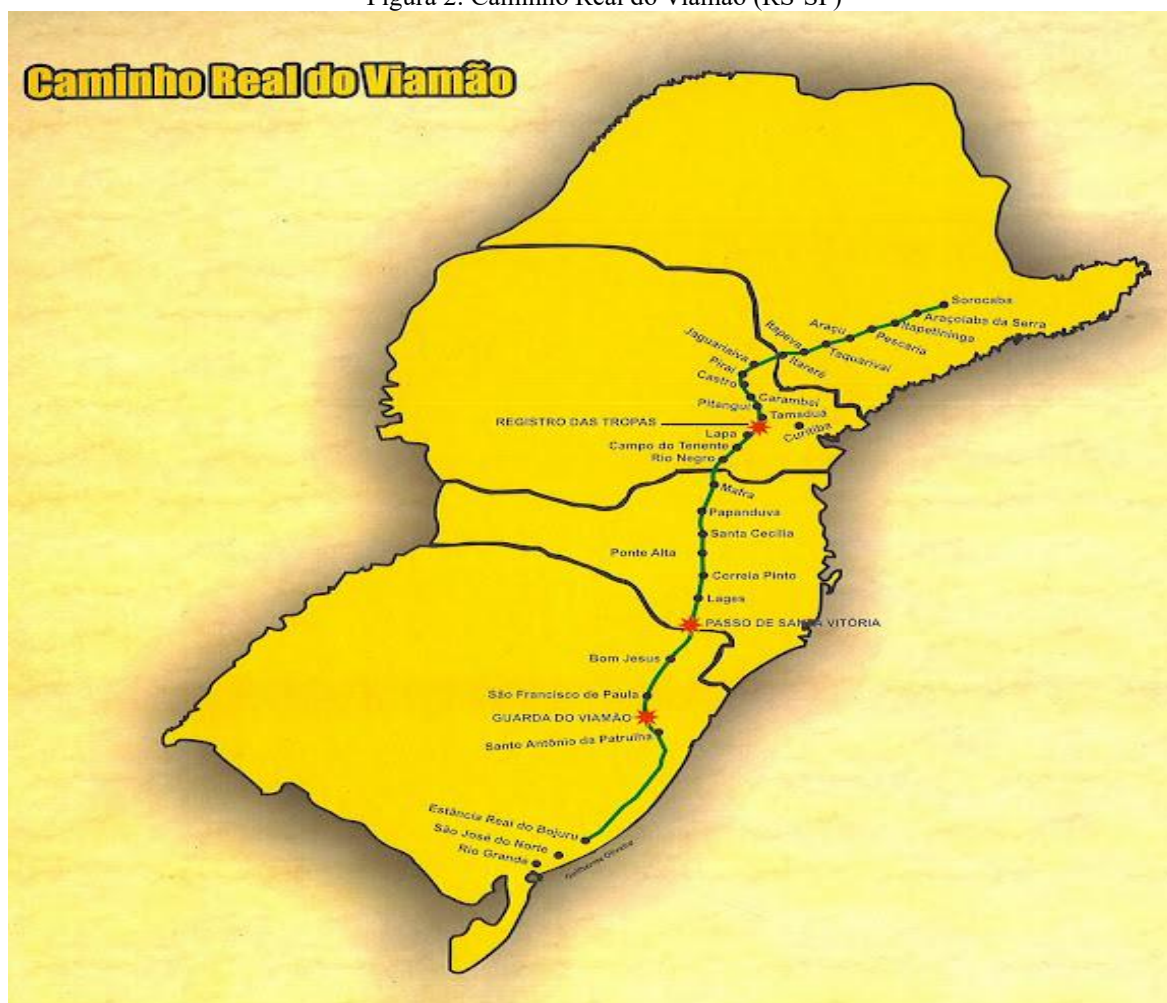 Figura 2: Caminho Real do Viamão (RS-SP)
Caminho Real do Viamão
Sorocaba
Araçoiaba da Serra
Itapetininga
Pescaria
Araçu
Taquarivaí
Itapeva
Itararé
Jaguariaiva
Piraí
Castro
Carambeí
Pitangui
Tamadua
REGISTRO DAS TROPAS
Curitiba
Lapa
Campo do Tenente
Rio Negro
Mafra
Papanduva
Santa Cecília
Ponte Alta
Correia Pinto
Lages
PASSO DE SANTA VITÓRIA
Bom Jesus
São Francisco de Paula
GUARDA DO VIAMÃO
Santo Antônio da Patrulha
Estância Real do Bojuru
São José do Norte
Rio Grande